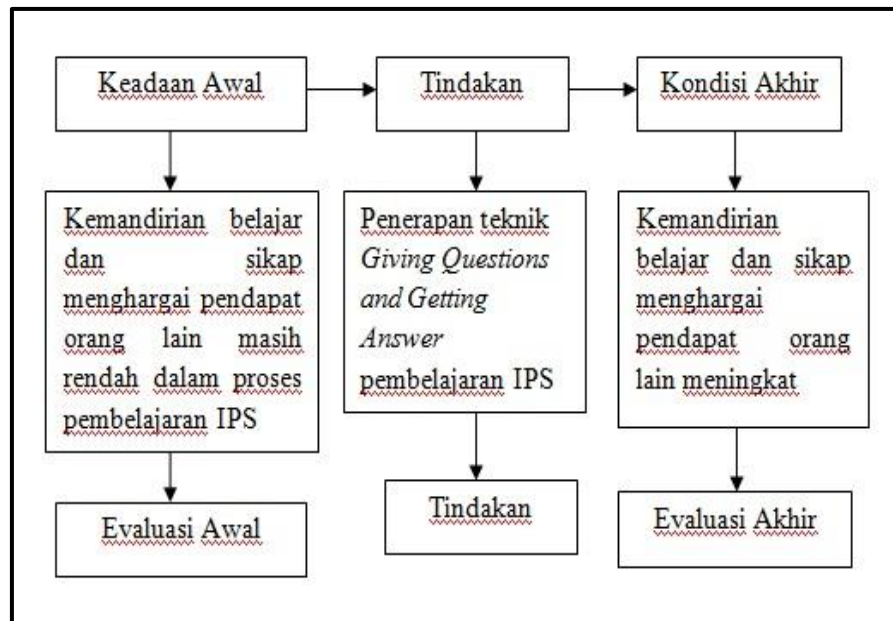 Keadaan Awal
Tindakan
Kondisi Akhir
Kemandirian belajar
dan sikap
menghargai pendapat
orang lain masih
rendah dalam proses
pembelajaran IPS
Penerapan teknik
Giving Questions
and Getting
Answer
pembelajaran IPS
Kemandirian
belajar dan sikap
menghargai
pendapat orang
lain meningkat
Evaluasi Awal
Tindakan
Evaluasi Akhir